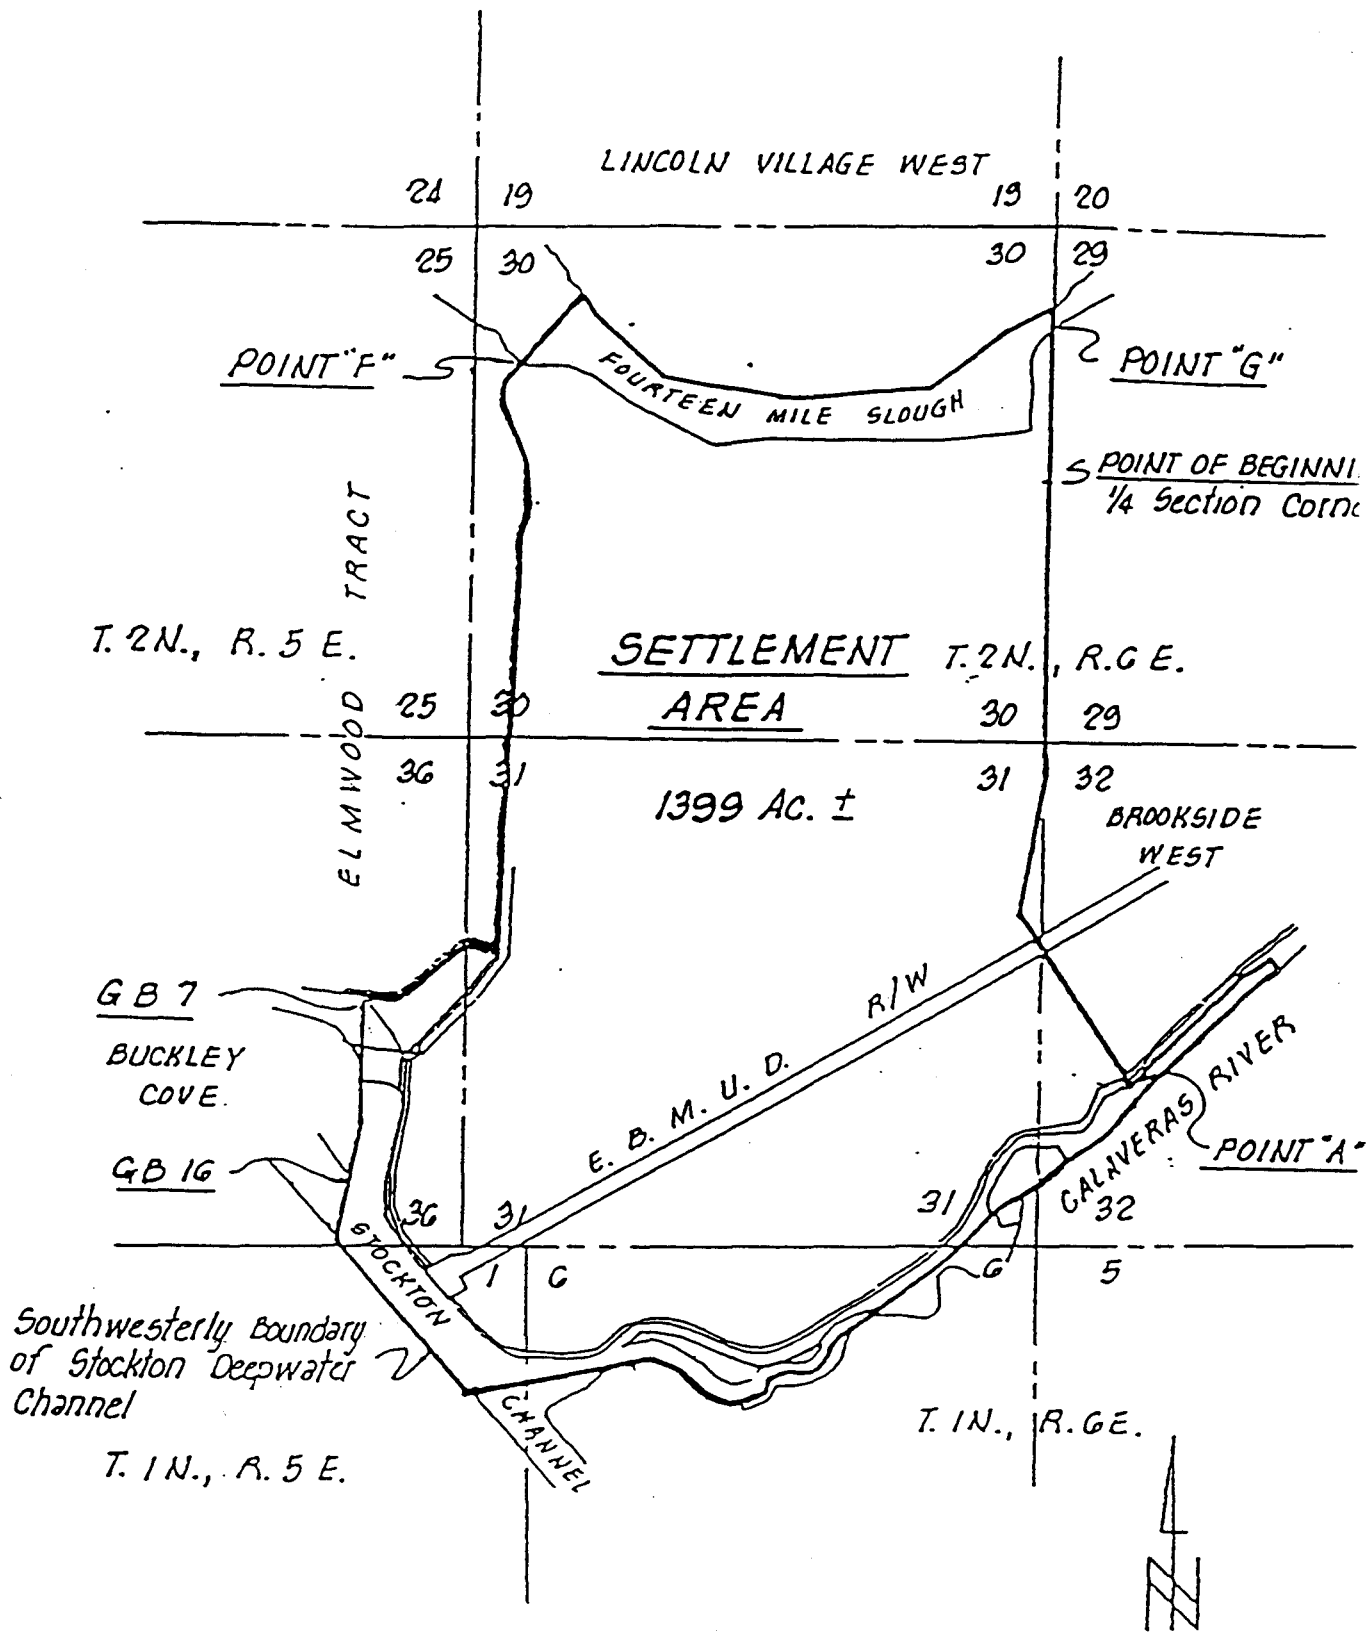 LINCOLN VILLAGE WEST
24 19 19 20
25 30 30 29
POINT "F"
POINT "G"
FOURTEEN MILE SLOUGH
POINT OF BEGINNI
1/4 Section Corn
ELMWOOD TRACT
T. 2N., R. 5 E.
SETTLEMENT
AREA
T. 2N., R. 6 E.
25 30 30 29
36 31 31 32
1399 AC. ±
BROOKSIDE
WEST
GB 7
BUCKLEY
COVE.
E. B. M. U. D. R/W
GB 16
CALAVERAS RIVER
POINT "A"
36 31 31 32
1 6 6 5
STOCKTON
CHANNEL
Southwesterly Boundary
of Stockton Deepwater
Channel
T. 1N., R. 5 E.
T. 1N., R. 6E.
N